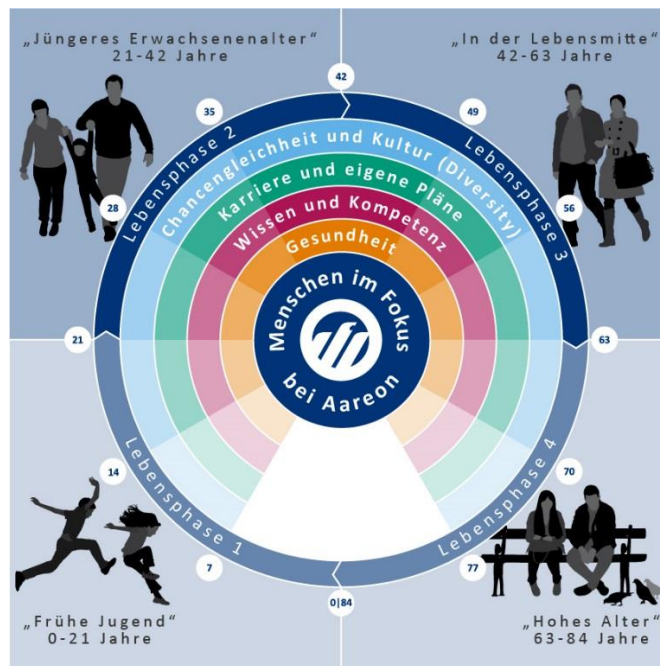 „Jüngeres Erwachsenenalter“
21-42 Jahre
„In der Lebensmitte“
42-63 Jahre
42
35
49
28
56
21
63
14
70
7
77
0|84
Lebensphase 2
Lebensphase 3
Chancengleichheit und Kultur (Diversity)
Karriere und eigene Pläne
Wissen und Kompetenz
Gesundheit
Menschen im Fokus
bei Aareon
Lebensphase 1
Lebensphase 4
„Frühe Jugend“
0-21 Jahre
„Hohes Alter“
63-84 Jahre